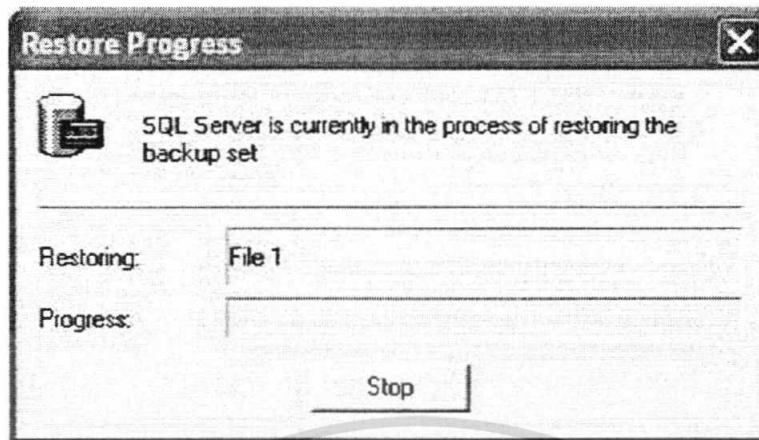 Restore Progress
SQL Server is currently in the process of restoring the
backup set
Restoring: File 1
Progress:
Stop